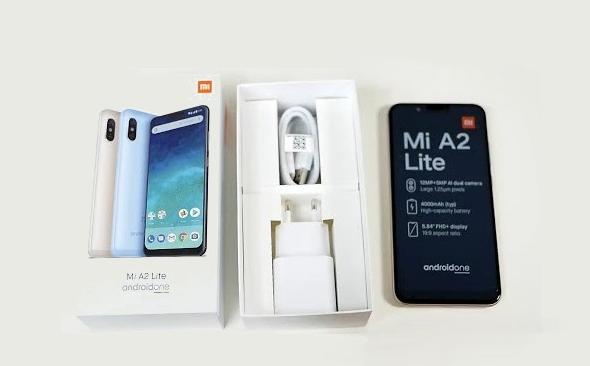 mi
Mi A2 Lite
androidone
mi
Mi A2
Lite
12MP+5MP AI dual camera
Large 1.25μm pixels
4000mAh (typ)
High-capacity battery
5.84" FHD+ display
19:9 aspect ratio
androidone